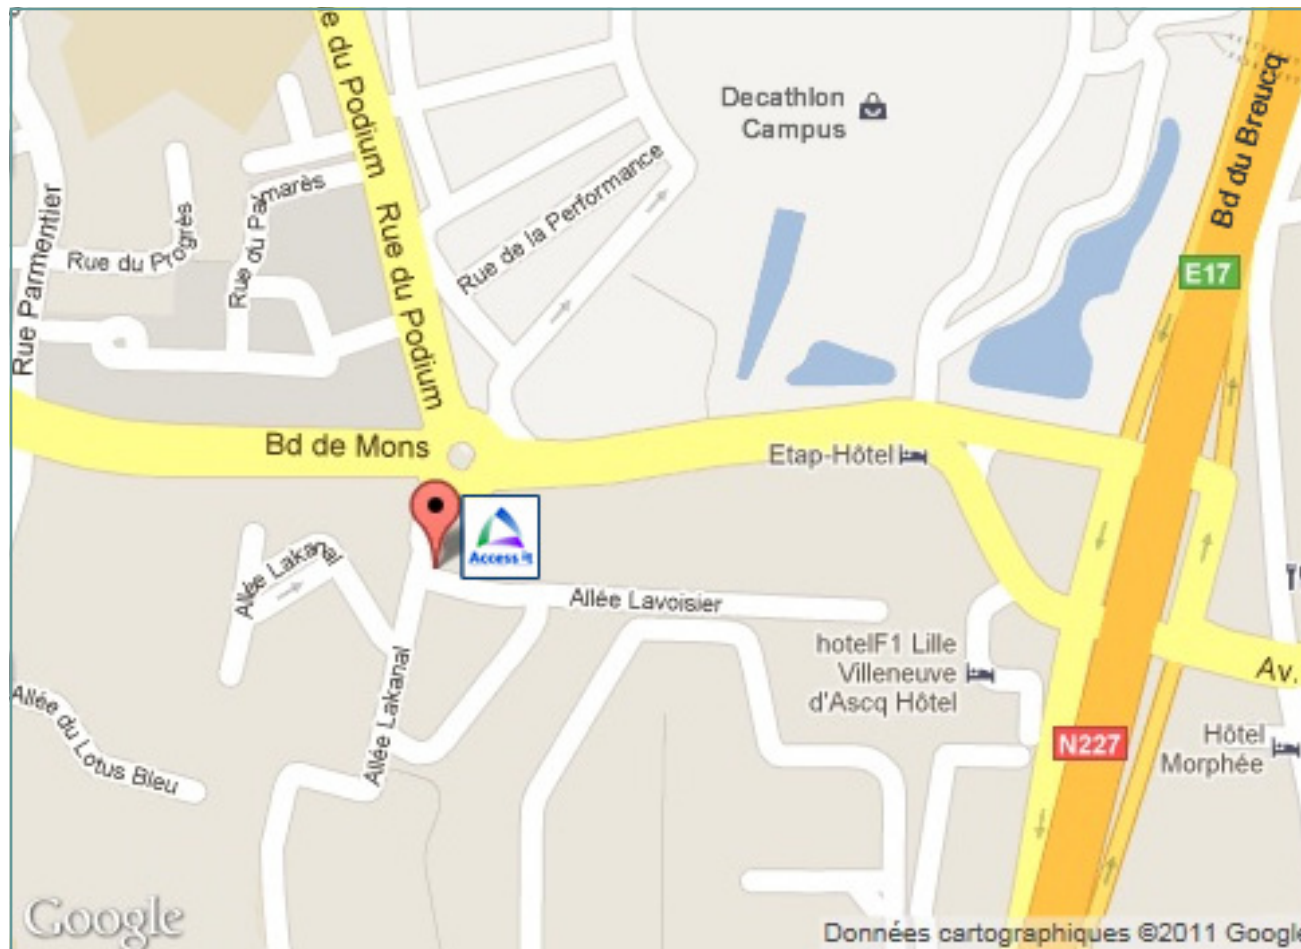 e du Podium
Decathlon
Campus
Bd du Breucq
Rue de la Performance
Rue du Palmarès
Rue du Progrès
Rue Parmentier
Rue du Podium
E17
Bd de Mons
Etap-Hôtel
Access it
Allée Lakanal
Allée Lavoisier
hotelF1 Lille
Villeneuve
d'Ascq Hôtel
Av.
Allée Lakanal
Allée du Lotus Bleu
N227
Hôtel
Morphée
Google
Données cartographiques ©2011 Google